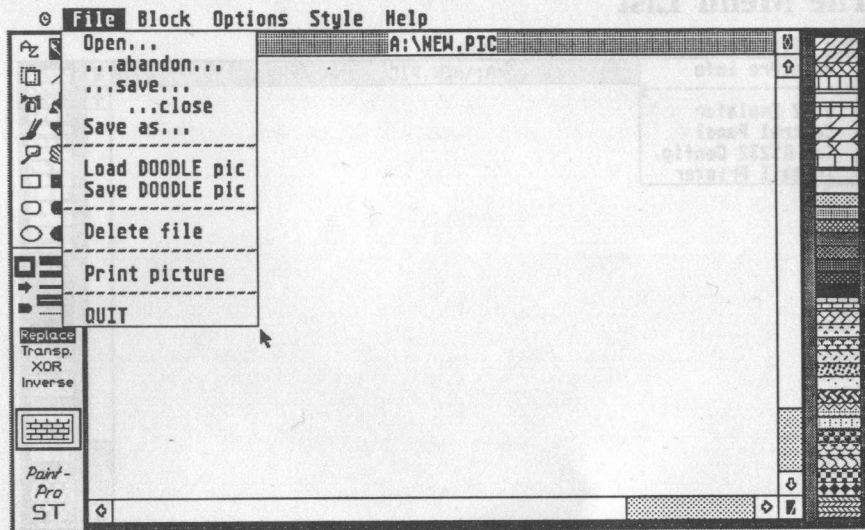 File Block Options Style Help
A:\NEW.PIC
Open...
...abandon...
...save...
...close
Save as...
Load DOODLE pic
Save DOODLE pic
Delete file
Print picture
QUIT
Replace
Transp.
XOR
Inverse
Paint-
Pro
ST